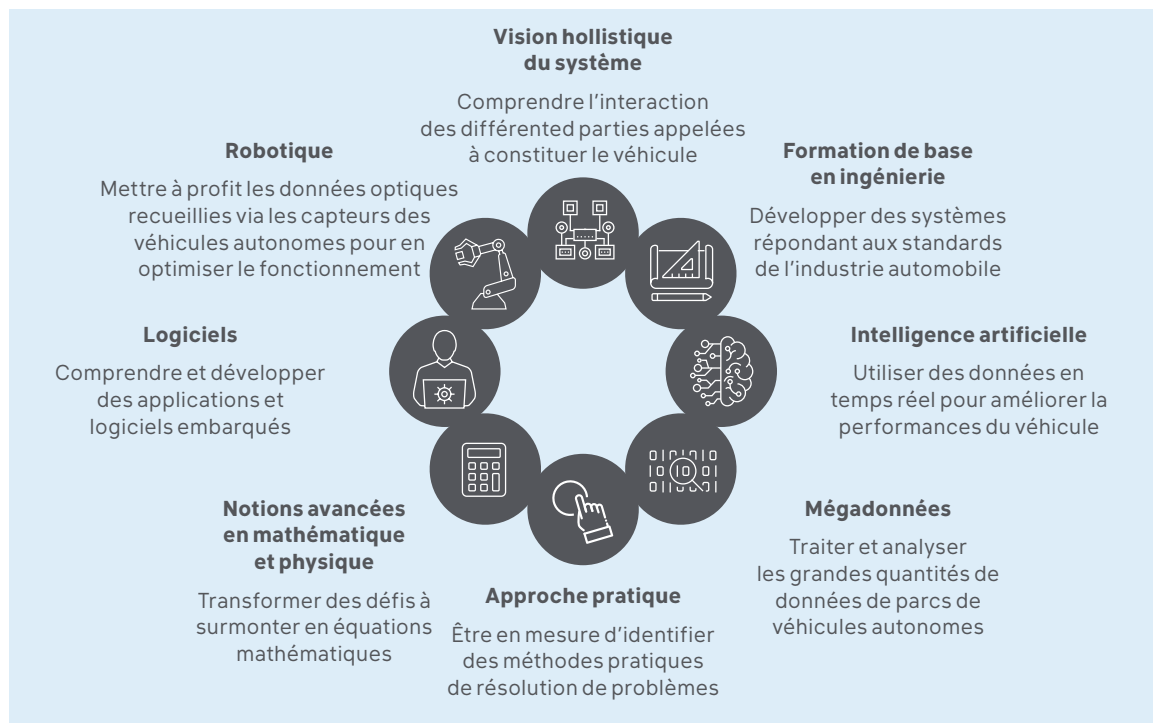 Vision hollistique
du système
Comprendre l'interaction
des différented parties appelées
à constituer le véhicule
Formation de base
en ingénierie
Développer des systèmes
répondant aux standards
de l'industrie automobile
Intelligence artificielle
Utiliser des données en
temps réel pour améliorer la
performances du véhicule
Mégadonnées
Traiter et analyser
les grandes quantités de
données de parcs de
véhicules autonomes
Approche pratique
Être en mesure d'identifier
des méthodes pratiques
de résolution de problèmes
Notions avancées
en mathématique
et physique
Transformer des défis à
surmonter en équations
mathématiques
Logiciels
Comprendre et développer
des applications et
logiciels embarqués
Robotique
Mettre à profit les données optiques
recueillies via les capteurs des
véhicules autonomes pour en
optimiser le fonctionnement